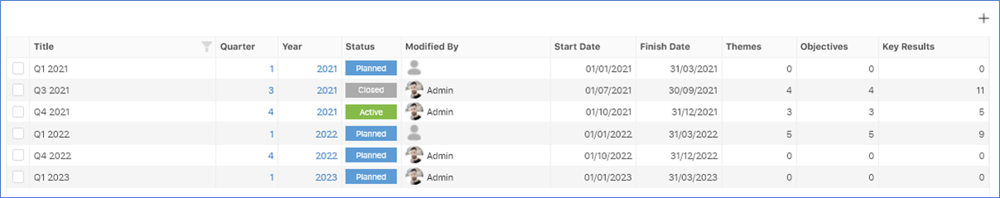 +
Title Quarter Year Status Modified By Start Date Finish Date Themes Objectives Key Results
Q1 2021 1 2021 Planned 01/01/2021 31/03/2021 0 0 0
Q3 2021 3 2021 Closed Admin 01/07/2021 30/09/2021 4 4 11
Q4 2021 4 2021 Active Admin 01/10/2021 31/12/2021 3 3 5
Q1 2022 1 2022 Planned 01/01/2022 31/03/2022 5 5 9
Q4 2022 4 2022 Planned Admin 01/10/2022 31/12/2022 0 0 0
Q1 2023 1 2023 Planned Admin 01/01/2023 31/03/2023 0 0 0